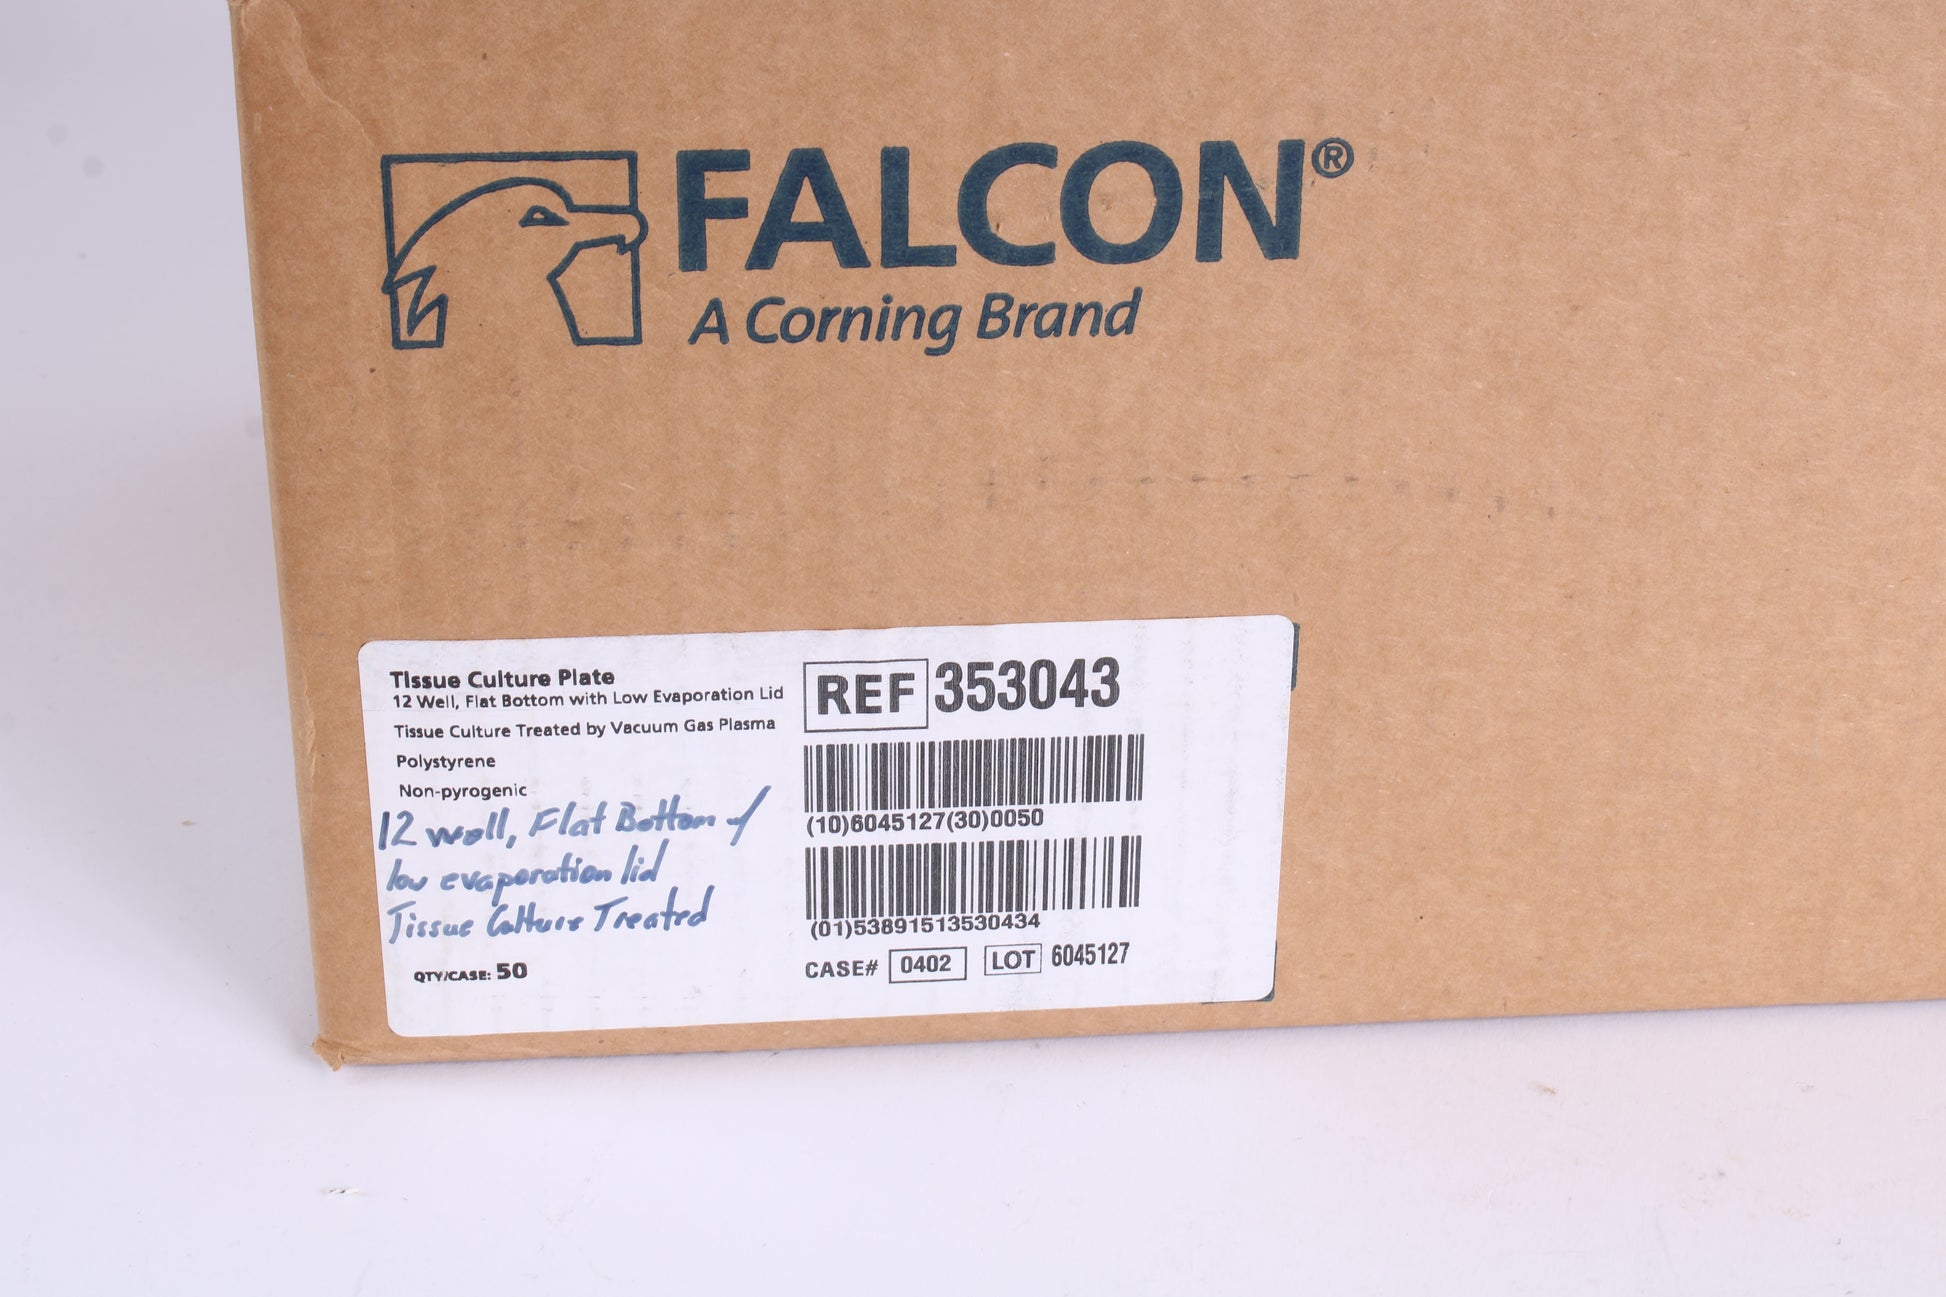 FALCON®
A Corning Brand
Tissue Culture Plate
12 Well, Flat Bottom with Low Evaporation Lid
Tissue Culture Treated by Vacuum Gas Plasma
Polystyrene
Non-pyrogenic
12 well, Flat Bottom w/
low evaporation lid
Tissue Culture Treated
QTY/CASE: 50
REF 353043
(10)6045127(30)0050
(01)53891513530434
CASE# 0402 LOT 6045127